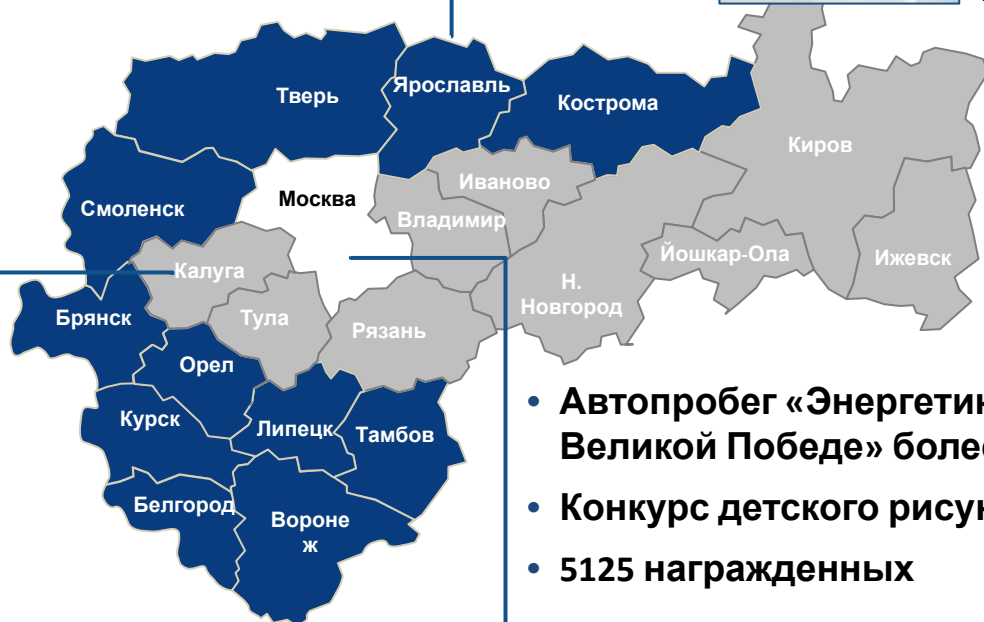 Тверь
Ярославль
Кострома
Киров
Смоленск
Москва
Иваново
Владимир
Калуга
Йошкар-Ола
Ижевск
Н.
Новгород
Брянск
Тула
Рязань
Орел
Курск
Липецк
Тамбов
Белгород
Вороне
ж
• Автопробег «Энергетик
Великой Победе» более
• Конкурс детского рисун
• 5125 награжденных